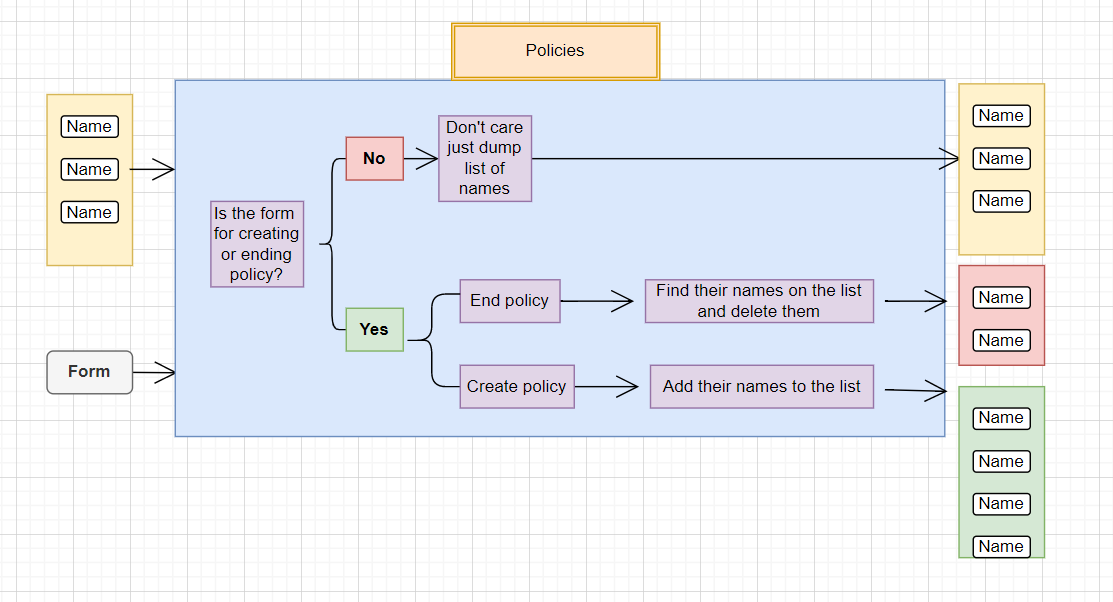 Policies
Name
Name
Name
Form
Is the form
for creating
or ending
policy?
No
Don't care
just dump
list of
names
Yes
End policy
Find their names on the list
and delete them
Create policy
Add their names to the list
Name
Name
Name
Name
Name
Name
Name
Name
Name